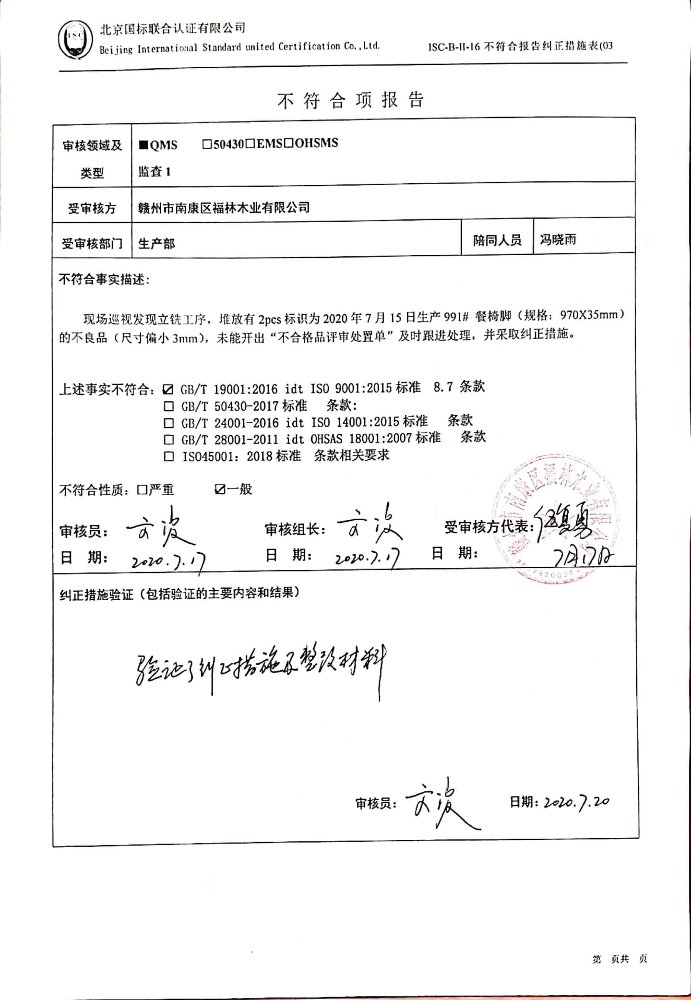 ISC
北京国标联合认证有限公司
Beijing International Standard united Certification Co.,Ltd.
ISC-B-II-16 不符合报告纠正措施表(03
不符合项报告
审核领域及类型
■QMS □50430□EMS□OHSMS
监查 1
受审核方
赣州市南康区福林木业有限公司
受审核部门
生产部
陪同人员
冯晓雨
不符合事实描述：
现场巡视发现立铣工序，堆放有 2pcs 标识为 2020 年 7 月 15 日生产 991# 餐椅脚（规格：970X35mm）
的不良品（尺寸偏小 3mm），未能开出“不合格品评审处置单”及时跟进处理，并采取纠正措施。
上述事实不符合：☑ GB/T 19001:2016 idt ISO 9001:2015 标准 8.7 条款
□ GB/T 50430-2017 标准 条款：
□ GB/T 24001-2016 idt ISO 14001:2015 标准 条款
□ GB/T 28001-2011 idt OHSAS 18001:2007 标准 条款
□ ISO45001：2018 标准 条款相关要求
不符合性质：□严重 ☑一般
审核员： 审核组长： 受审核方代表：
日 期：2020.7.17 日 期：2020.7.17 日 期：7月17日
南康区福林木业有限公
纠正措施验证（包括验证的主要内容和结果）
验证了纠正措施及整改材料
审核员： 日期：2020.7.20
第 页共 页